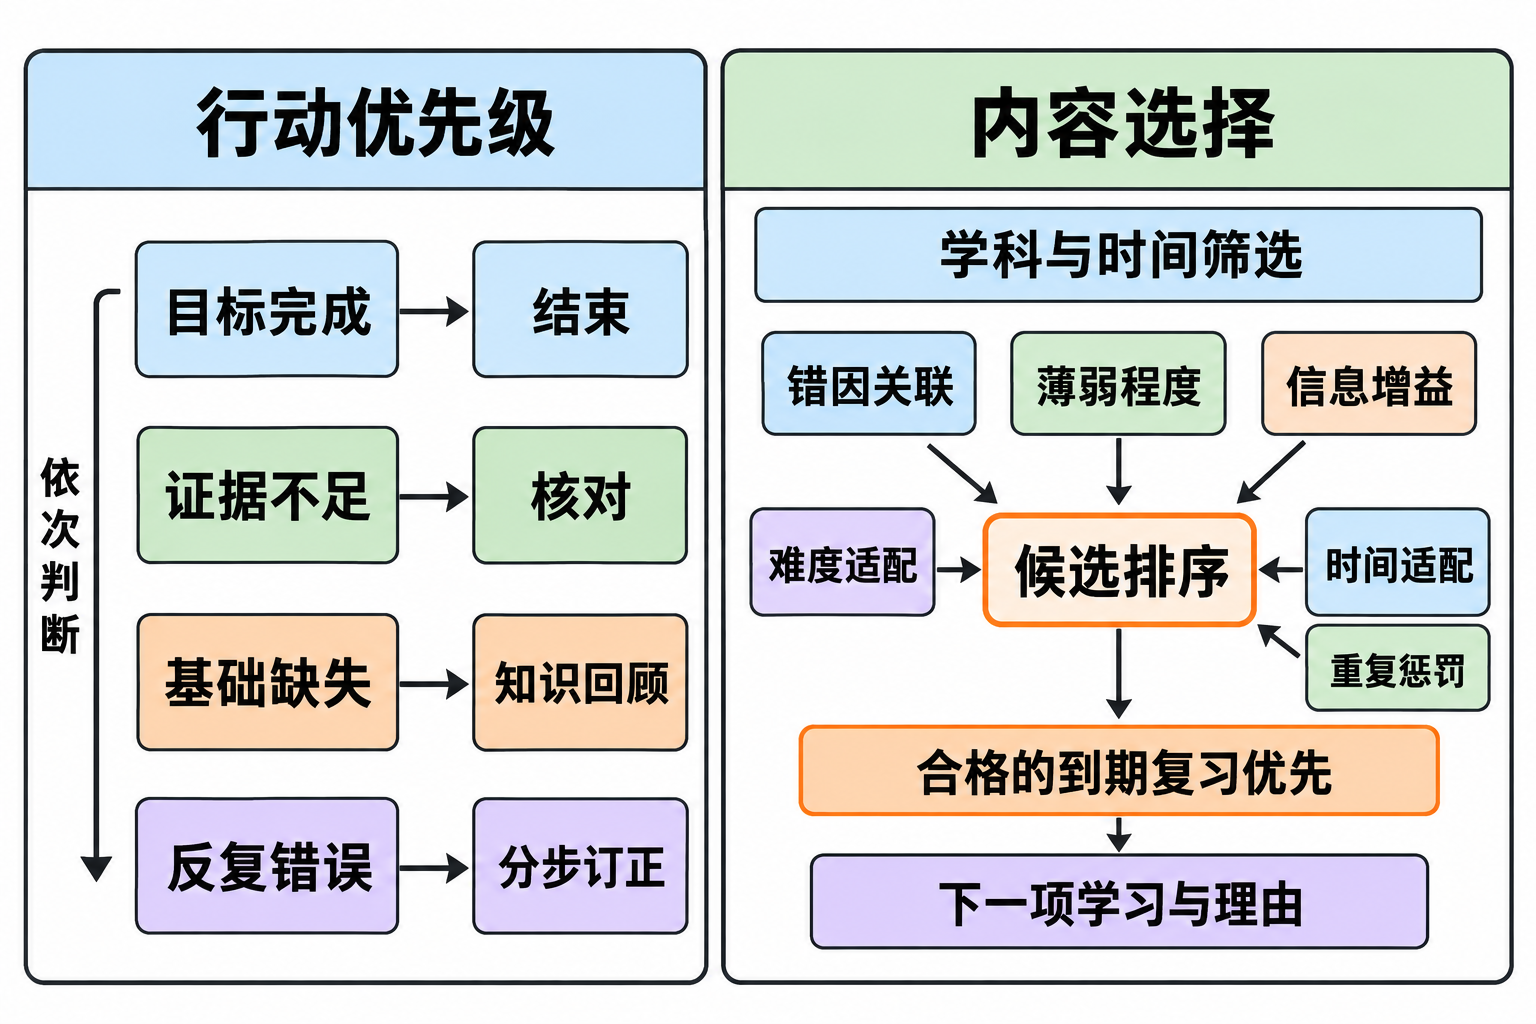 行动优先级
依次判断
目标完成
结束
证据不足
核对
基础缺失
知识回顾
反复错误
分步订正
内容选择
学科与时间筛选
错因关联
薄弱程度
信息增益
难度适配
候选排序
时间适配
重复惩罚
合格的到期复习优先
下一项学习与理由